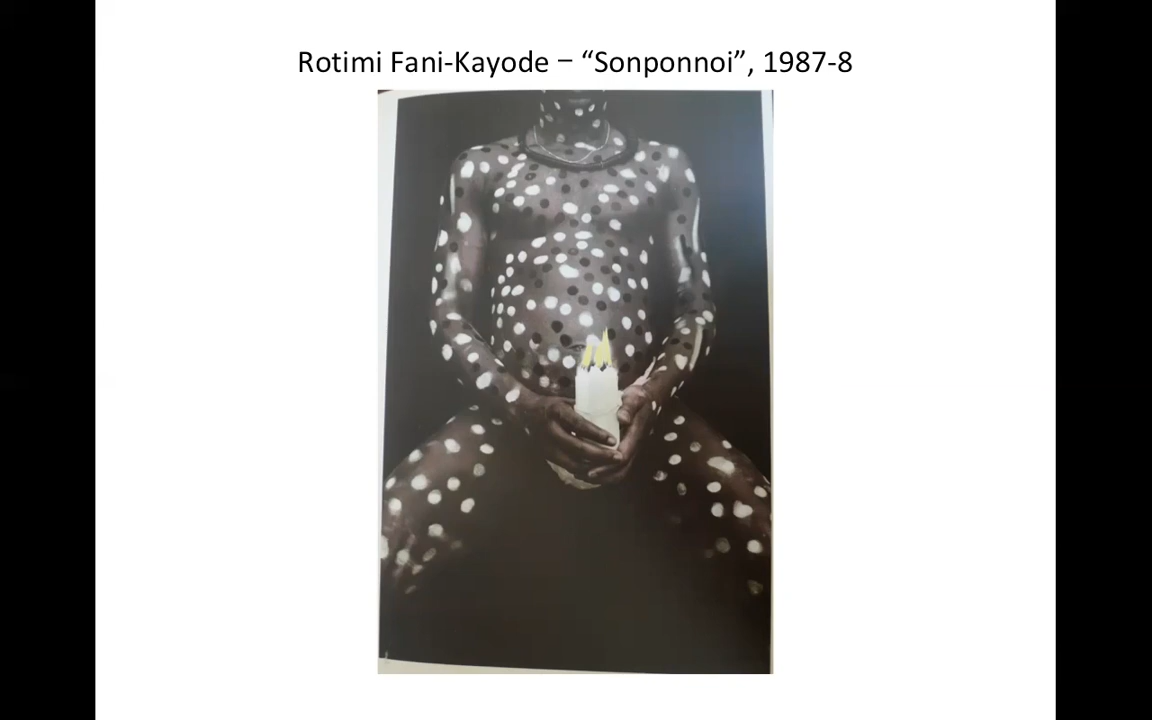 Rotimi Fani-Kayode – “Sonponnoi”, 1987-8